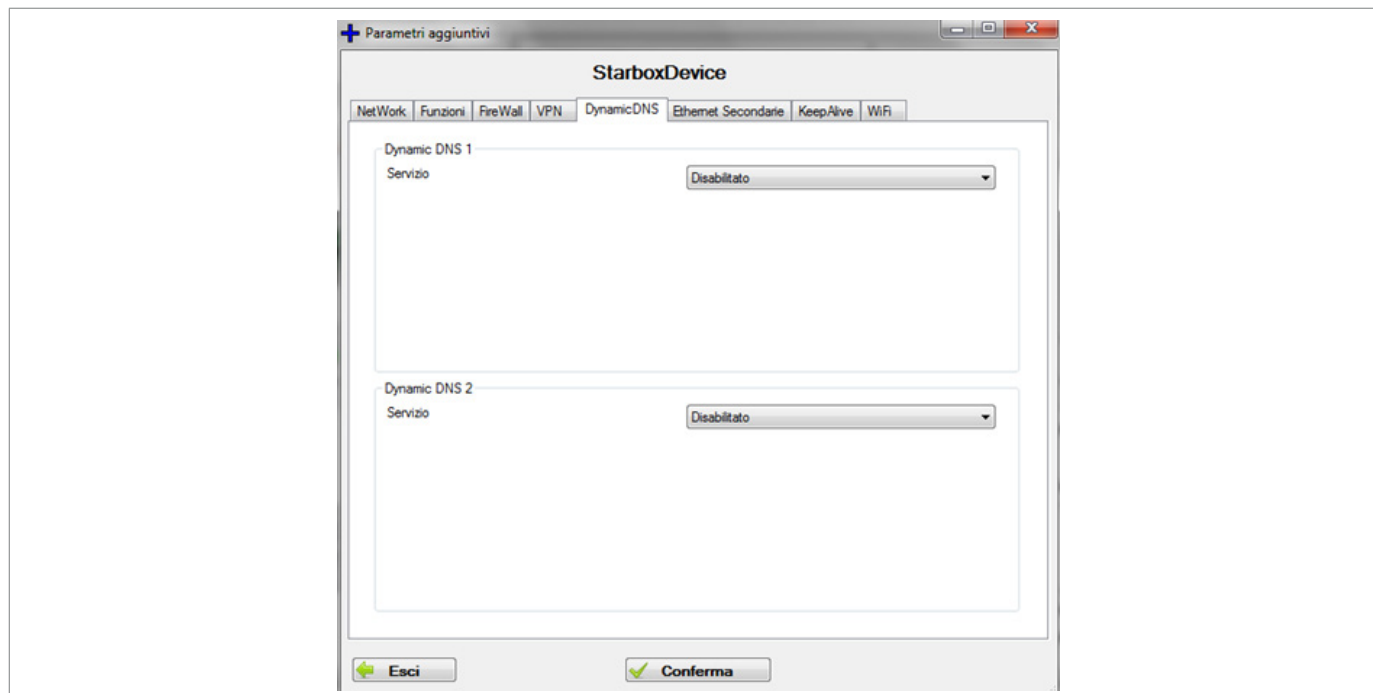 Parametri aggiuntivi
StarboxDevice
NetWork Funzioni FireWall VPN DynamicDNS Ethernet Secondarie KeepAlive WiFi
Dynamic DNS 1
Servizio Disabilitato
Dynamic DNS 2
Servizio Disabilitato
Esci Conferma